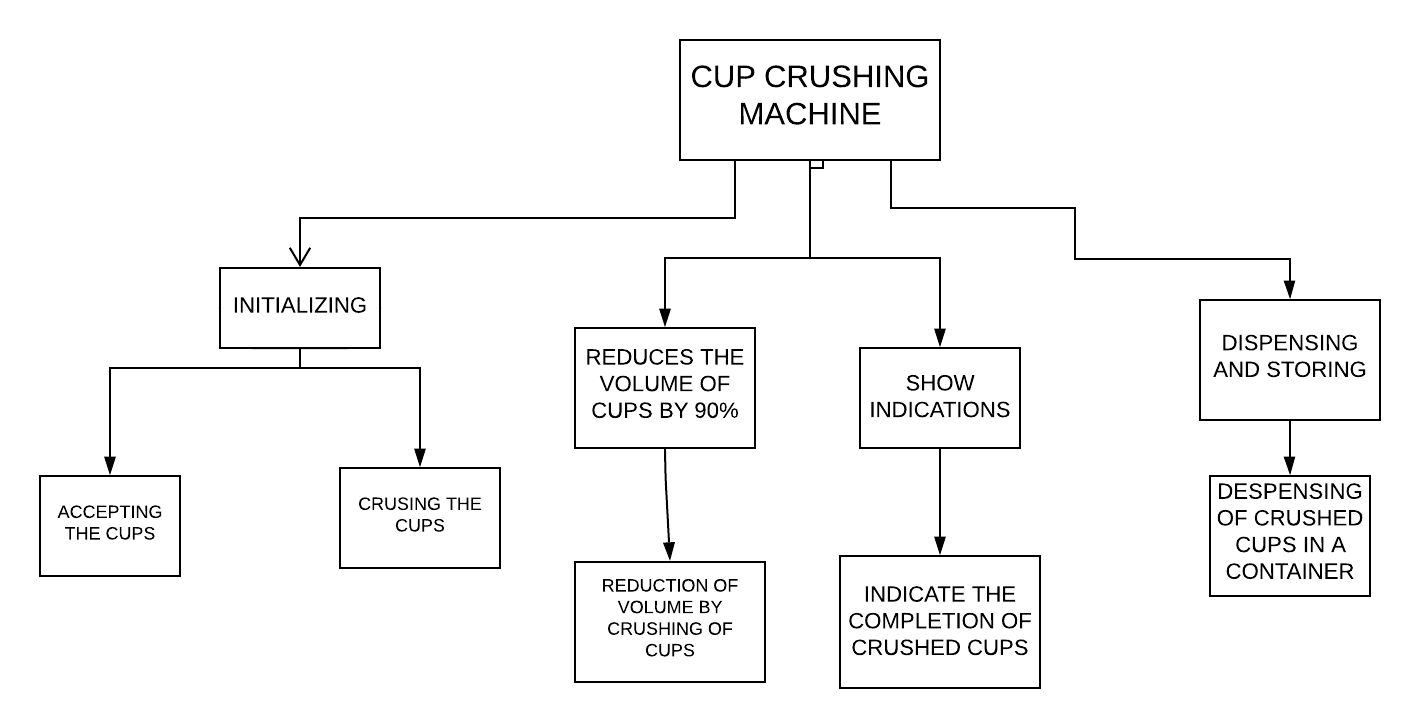 CUP CRUSHING
MACHINE
INITIALIZING
REDUCES THE
VOLUME OF
CUPS BY 90%
SHOW
INDICATIONS
DISPENSING
AND STORING
ACCEPTING
THE CUPS
CRUSING THE
CUPS
REDUCTION OF
VOLUME BY
CRUSHING OF
CUPS
INDICATE THE
COMPLETION OF
CRUSHED CUPS
DESPENSING
OF CRUSHED
CUPS IN A
CONTAINER